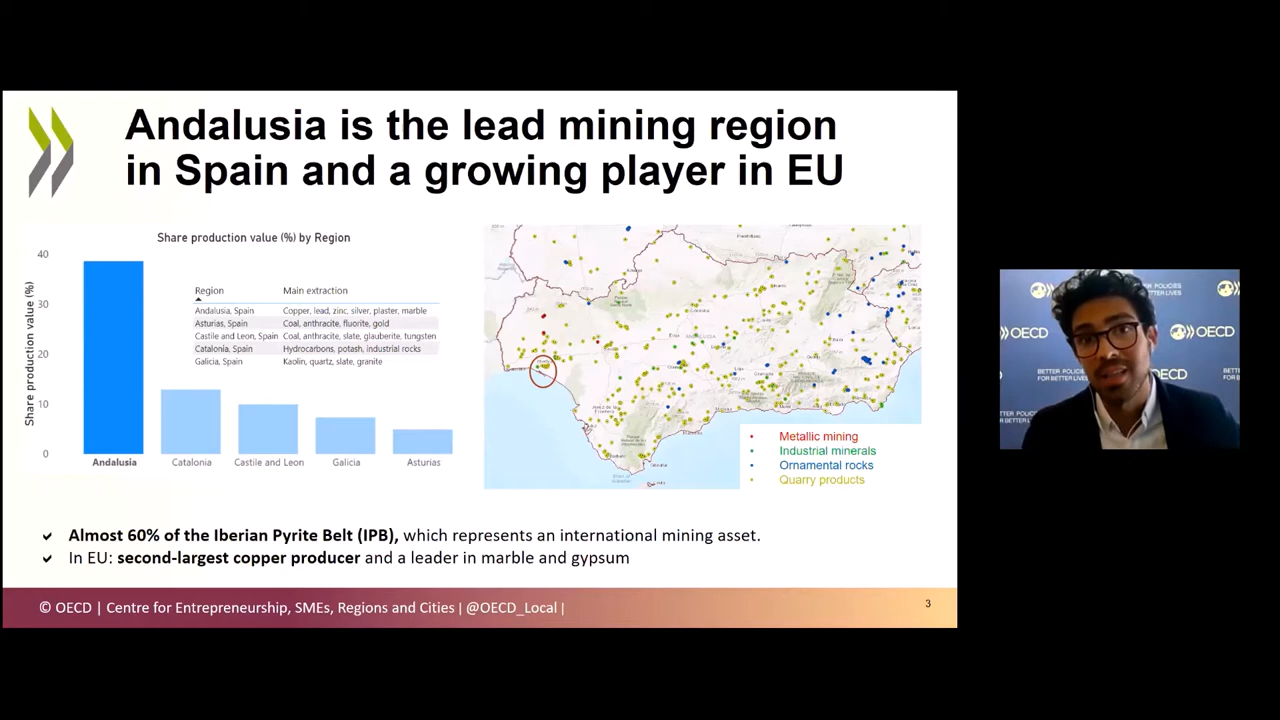 Andalusia is the lead mining region
in Spain and a growing player in EU
Share production value (%) by Region
Share production value (%)
40
30
20
10
0
Region Main extraction
Andalusia, Spain Copper, lead, zinc, silver, plaster, marble
Asturias, Spain Coal, anthracite, fluorite, gold
Castile and Leon, Spain Coal, anthracite, slate, glauberite, tungsten
Catalonia, Spain Hydrocarbons, potash, industrial rocks
Galicia, Spain Kaolin, quartz, slate, granite
Andalusia Catalonia Castile and Leon Galicia Asturias
• Metallic mining
• Industrial minerals
• Ornamental rocks
• Quarry products
✓ Almost 60% of the Iberian Pyrite Belt (IPB), which represents an international mining asset.
✓ In EU: second-largest copper producer and a leader in marble and gypsum
© OECD | Centre for Entrepreneurship, SMEs, Regions and Cities | @OECD_Local |
3
OECD
OECD
BETTER POLICIES
FOR BETTER LIVES